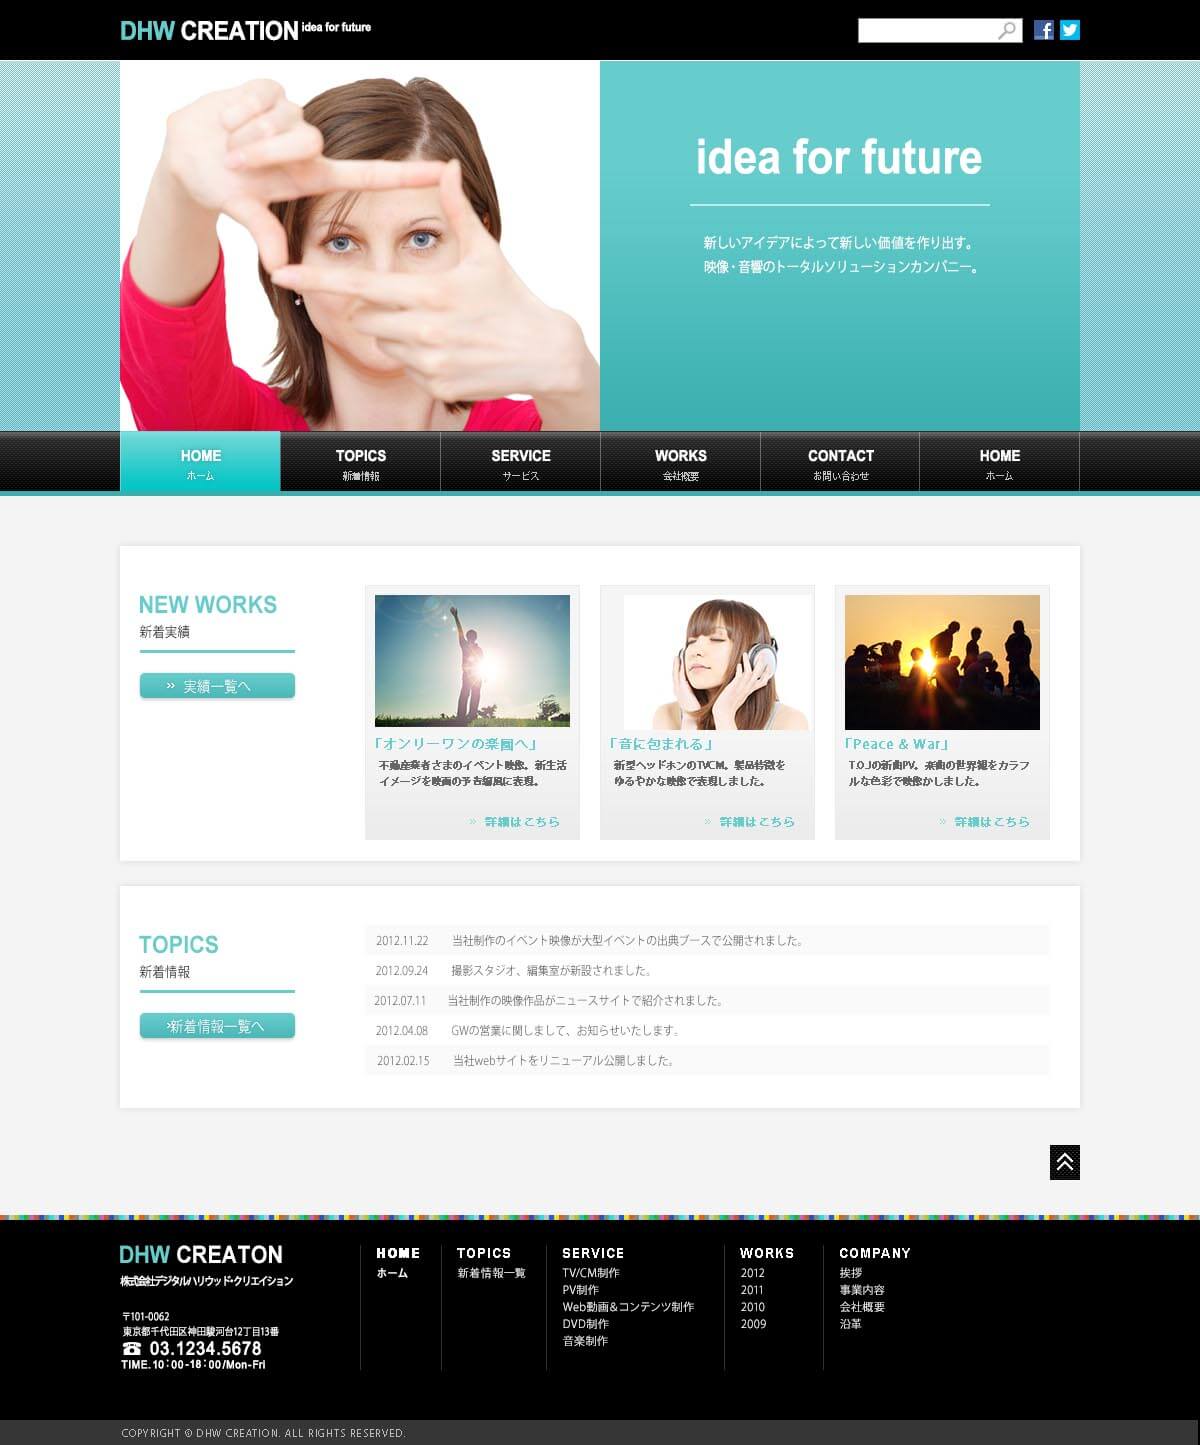 DHW CREATION idea for future
idea for future
新しいアイデアによって新しい価値を作り出す。
映像・音響のトータルソリューションカンパニー。
HOME
ホーム
TOPICS
新着情報
SERVICE
サービス
WORKS
会社概要
CONTACT
お問い合わせ
HOME
ホーム
NEW WORKS
新着実績
» 実績一覧へ
「オンリーワンの楽園へ」
不動産業者さまのイベント映像。新生活
イメージを映画の予告編風に表現。
» 詳細はこちら
「音に包まれる」
新型ヘッドホンのTVCM。製品特徴を
ゆるやかな映像で表現しました。
» 詳細はこちら
「Peace & War」
T.O.Jの新曲PV。楽曲の世界観をカラフ
ルな色彩で映像かしました。
» 詳細はこちら
TOPICS
新着情報
›新着情報一覧へ
2012.11.22 当社制作のイベント映像が大型イベントの出典ブースで公開されました。
2012.09.24 撮影スタジオ、編集室が新設されました。
2012.07.11 当社制作の映像作品がニュースサイトで紹介されました。
2012.04.08 GWの営業に関しまして、お知らせいたします。
2012.02.15 当社webサイトをリニューアル公開しました。
DHW CREATON
株式会社デジタルハリウッド・クリエイション
〒101-0062
東京都千代田区神田駿河台12丁目13番
☎ 03.1234.5678
TIME.10:00-18:00/Mon-Fri
HOME
ホーム
TOPICS
新着情報一覧
SERVICE
TV/CM制作
PV制作
Web動画＆コンテンツ制作
DVD制作
音楽制作
WORKS
2012
2011
2010
2009
COMPANY
挨拶
事業内容
会社概要
沿革
COPYRIGHT © DHW CREATION. ALL RIGHTS RESERVED.